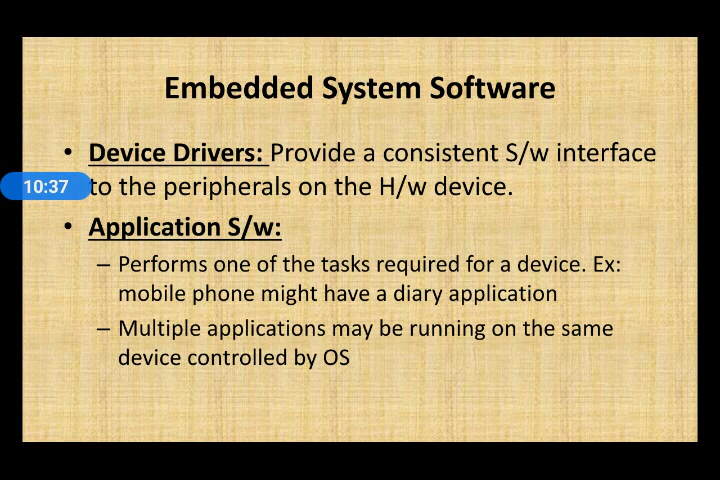 Embedded System Software
• Device Drivers: Provide a consistent S/w interface
10:37
to the peripherals on the H/w device.
• Application S/w:
– Performs one of the tasks required for a device. Ex:
mobile phone might have a diary application
– Multiple applications may be running on the same
device controlled by OS